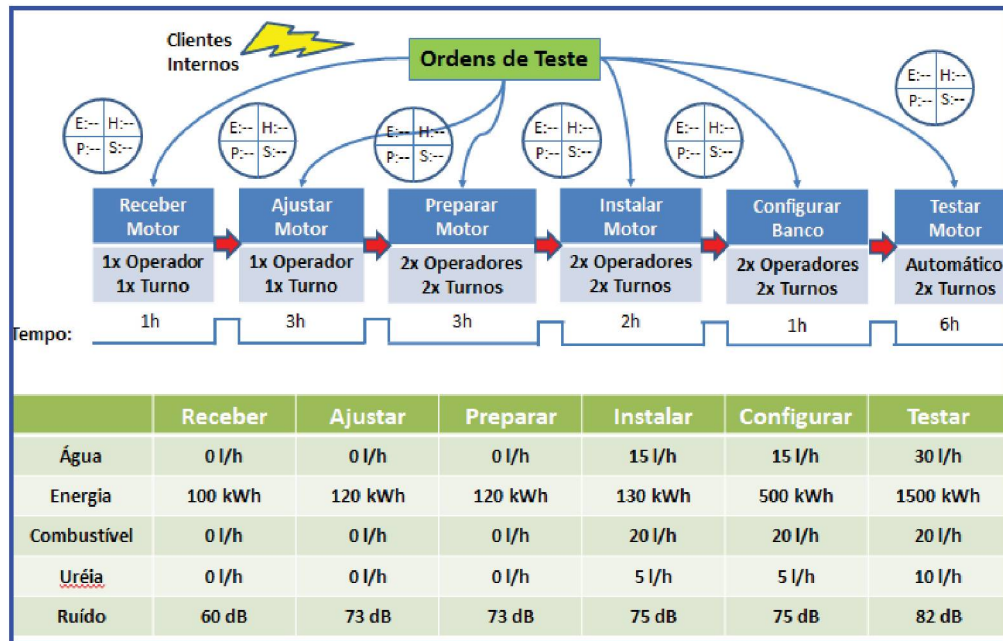 Clientes
Internos
Ordens de Teste
E:-- H:--
P:-- S:--
E:-- H:--
P:-- S:--
E:-- H:--
P:-- S:--
E:-- H:--
P:-- S:--
E:-- H:--
P:-- S:--
E:-- H:--
P:-- S:--
Receber
Motor
1x Operador
1x Turno
Ajustar
Motor
1x Operador
1x Turno
Preparar
Motor
2x Operadores
2x Turnos
Instalar
Motor
2x Operadores
2x Turnos
Configurar
Banco
2x Operadores
2x Turnos
Testar
Motor
Automático
2x Turnos
Tempo: 1h 3h 3h 2h 1h 6h
Receber Ajustar Preparar Instalar Configurar Testar
Água 0 l/h 0 l/h 0 l/h 15 l/h 15 l/h 30 l/h
Energia 100 kWh 120 kWh 120 kWh 130 kWh 500 kWh 1500 kWh
Combustível 0 l/h 0 l/h 0 l/h 20 l/h 20 l/h 20 l/h
Uréia 0 l/h 0 l/h 0 l/h 5 l/h 5 l/h 10 l/h
Ruído 60 dB 73 dB 73 dB 75 dB 75 dB 82 dB